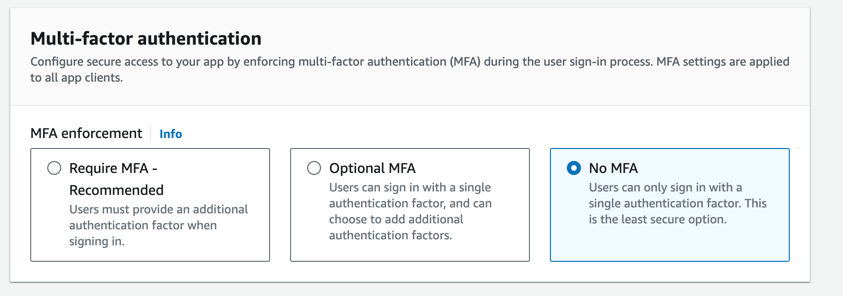 Multi-factor authentication
Configure secure access to your app by enforcing multi-factor authentication (MFA) during the user sign-in process. MFA settings are applied
to all app clients.
MFA enforcement
Info
Require MFA -
Recommended
Users must provide an additional
authentication factor when
signing in.
Optional MFA
Users can sign in with a single
authentication factor, and can
choose to add additional
authentication factors.
No MFA
Users can only sign in with a
single authentication factor. This
is the least secure option.